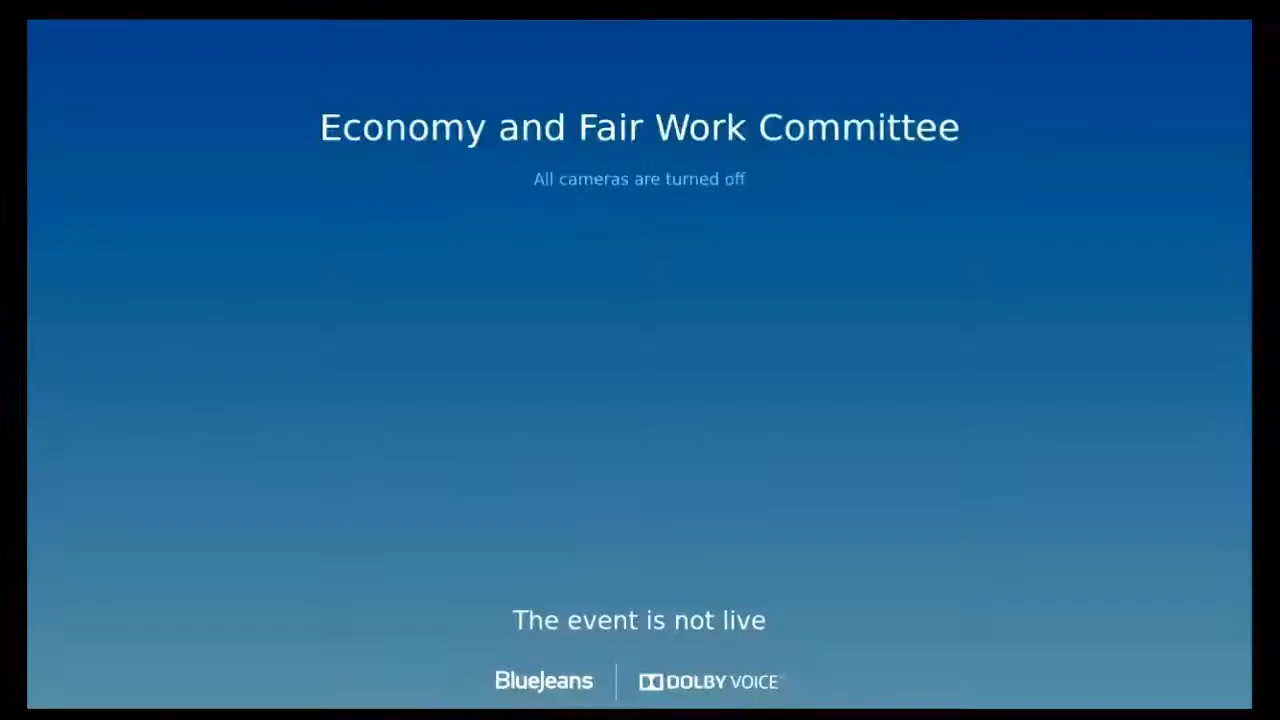 Economy and Fair Work Committee
All cameras are turned off
The event is not live
BlueJeans
DOLBY VOICE